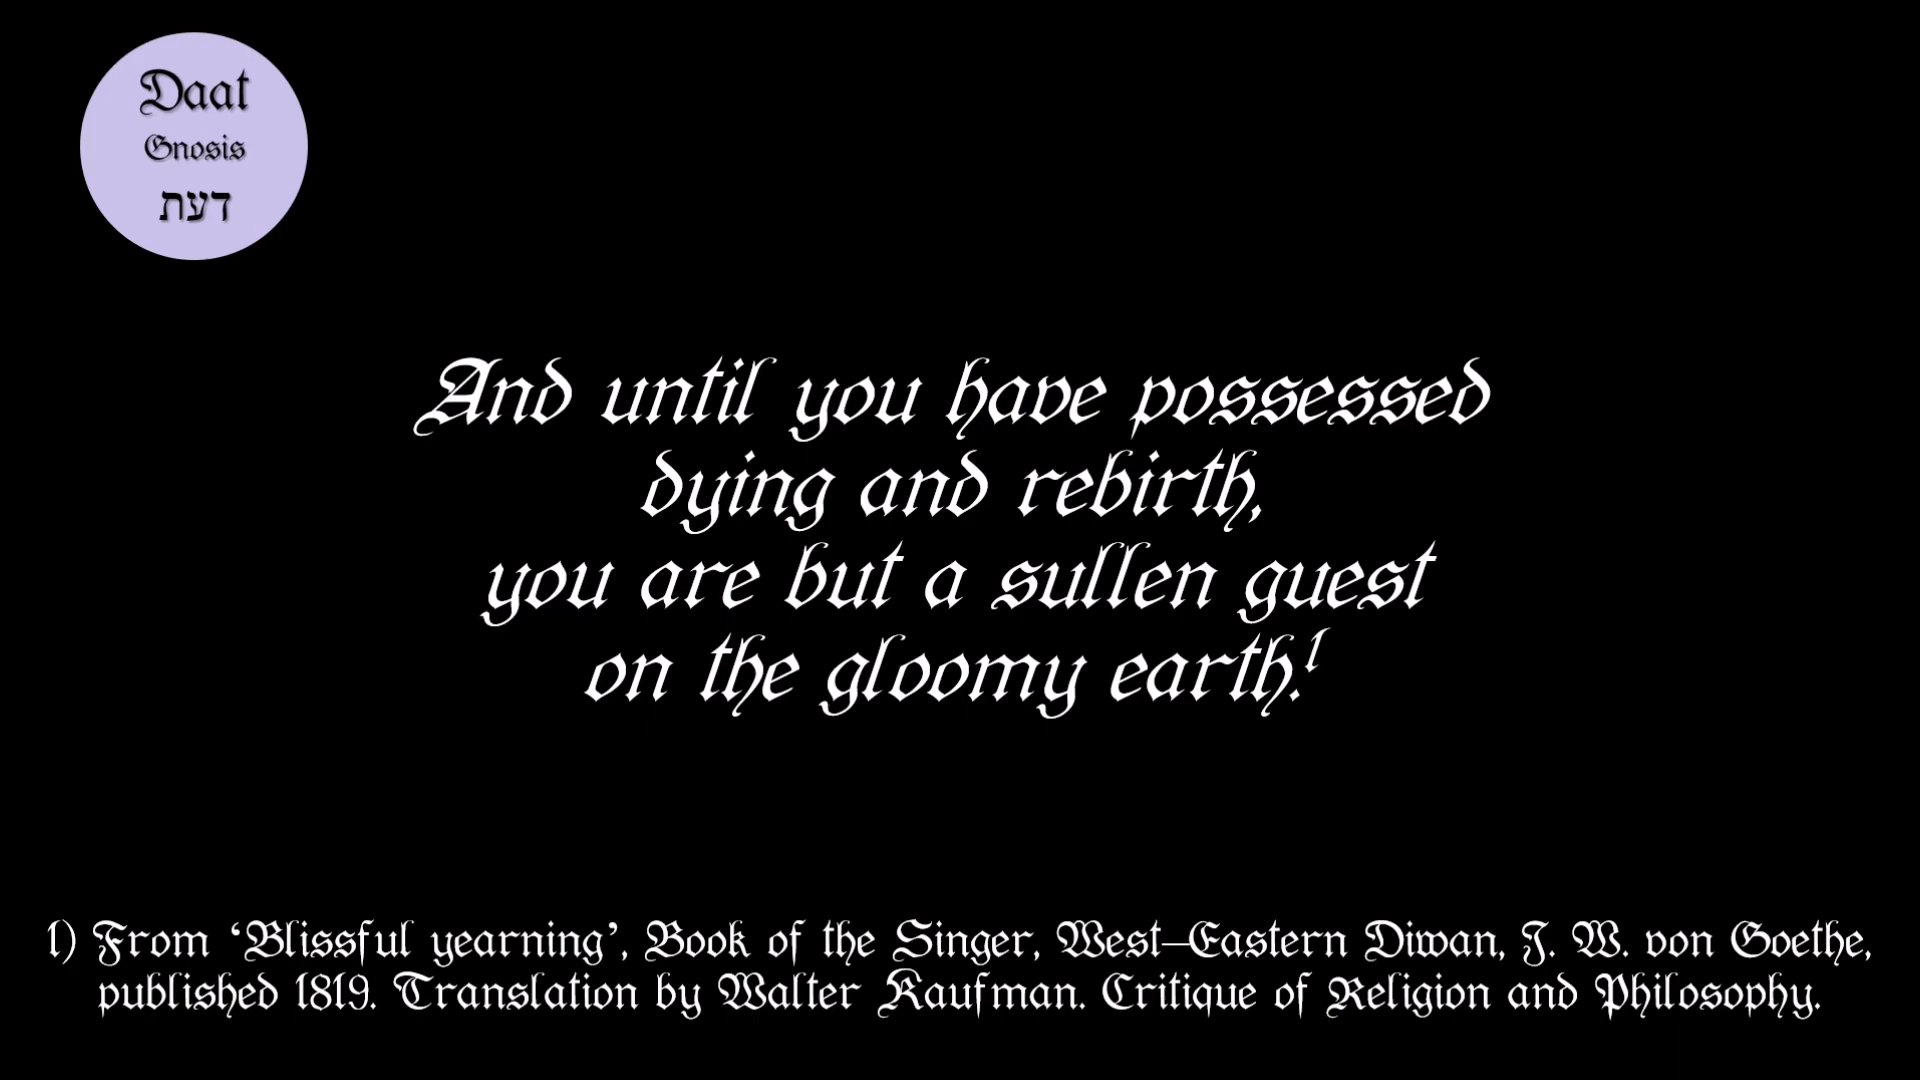 Daat
Gnosis
דעת
And until you have possessed
dying and rebirth,
you are but a sullen guest
on the gloomy earth.¹
1) From ‘Blissful yearning’, Book of the Singer, West–Eastern Diwan, J. W. von Goethe,
published 1819. Translation by Walter Kaufman. Critique of Religion and Philosophy.